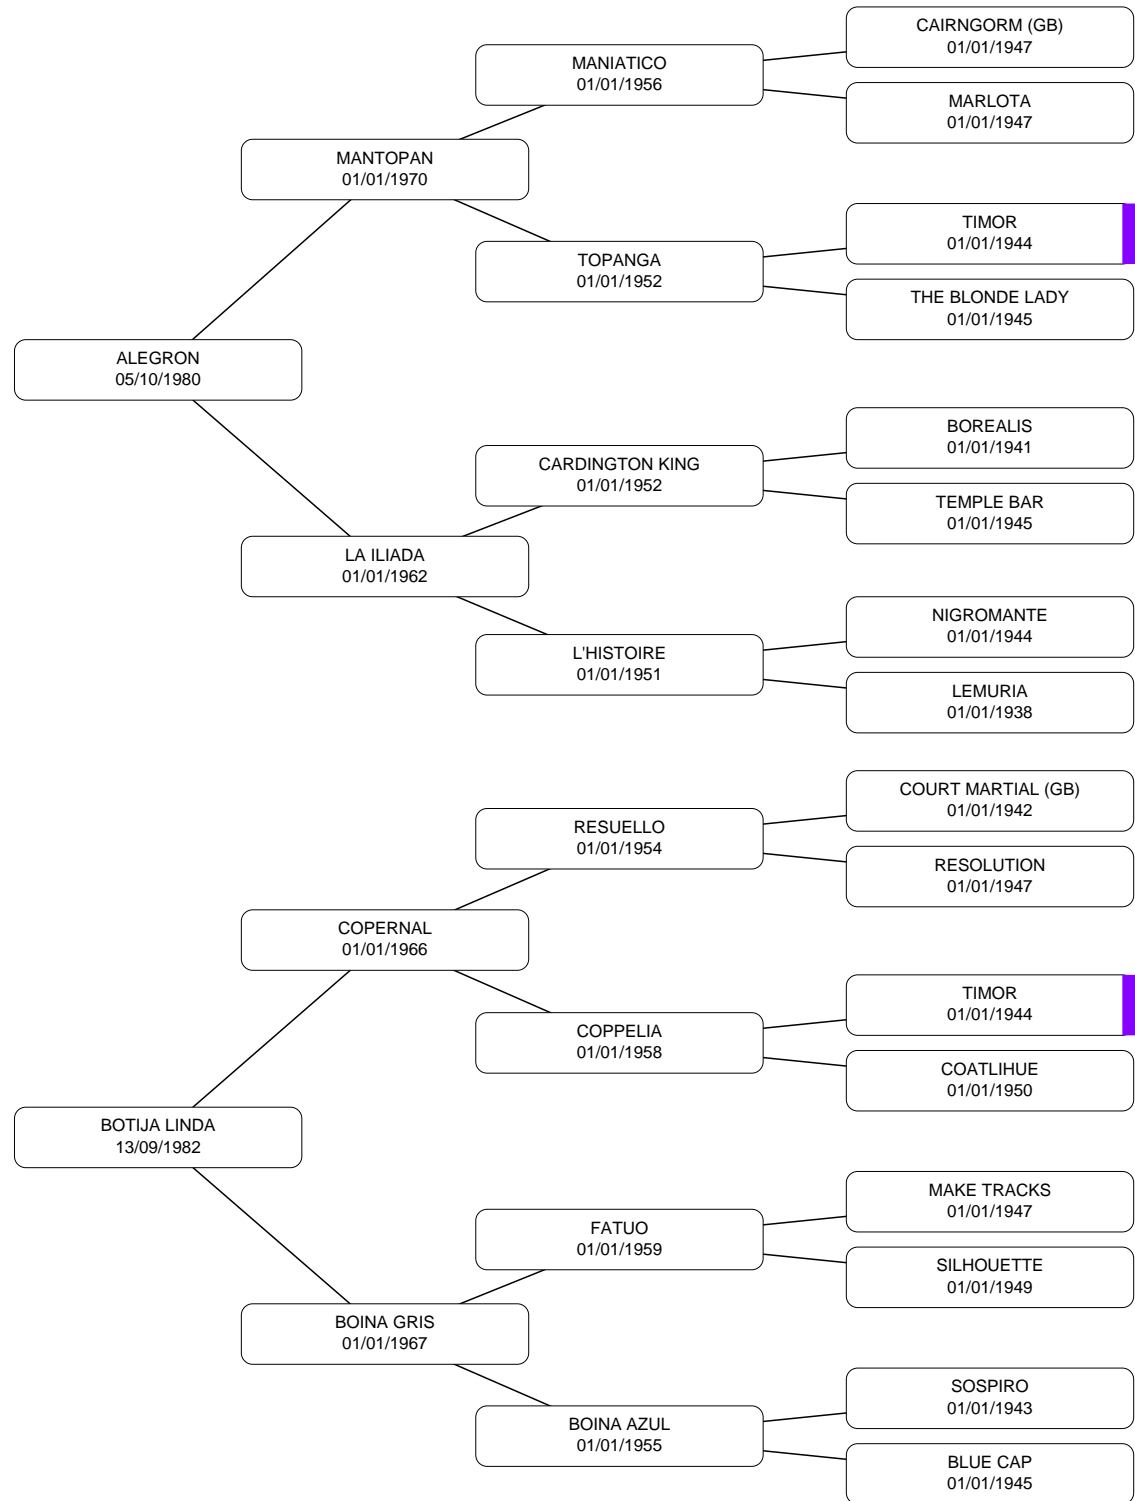 CAIRNGORM (GB)
01/01/1947
MANIATICO
01/01/1956
MARLOTA
01/01/1947
MANTOPAN
01/01/1970
TIMOR
01/01/1944
TOPANGA
01/01/1952
THE BLONDE LADY
01/01/1945
ALEGRON
05/10/1980
BOREALIS
01/01/1941
CARDINGTON KING
01/01/1952
TEMPLE BAR
01/01/1945
LA ILIADA
01/01/1962
NIGROMANTE
01/01/1944
L'HISTOIRE
01/01/1951
LEMURIA
01/01/1938
COURT MARTIAL (GB)
01/01/1942
RESUELLO
01/01/1954
RESOLUTION
01/01/1947
COPERNAL
01/01/1966
TIMOR
01/01/1944
COPPELIA
01/01/1958
COATLIHUE
01/01/1950
BOTIJA LINDA
13/09/1982
MAKE TRACKS
01/01/1947
FATUO
01/01/1959
SILHOUETTE
01/01/1949
BOINA GRIS
01/01/1967
SOSPIRO
01/01/1943
BOINA AZUL
01/01/1955
BLUE CAP
01/01/1945